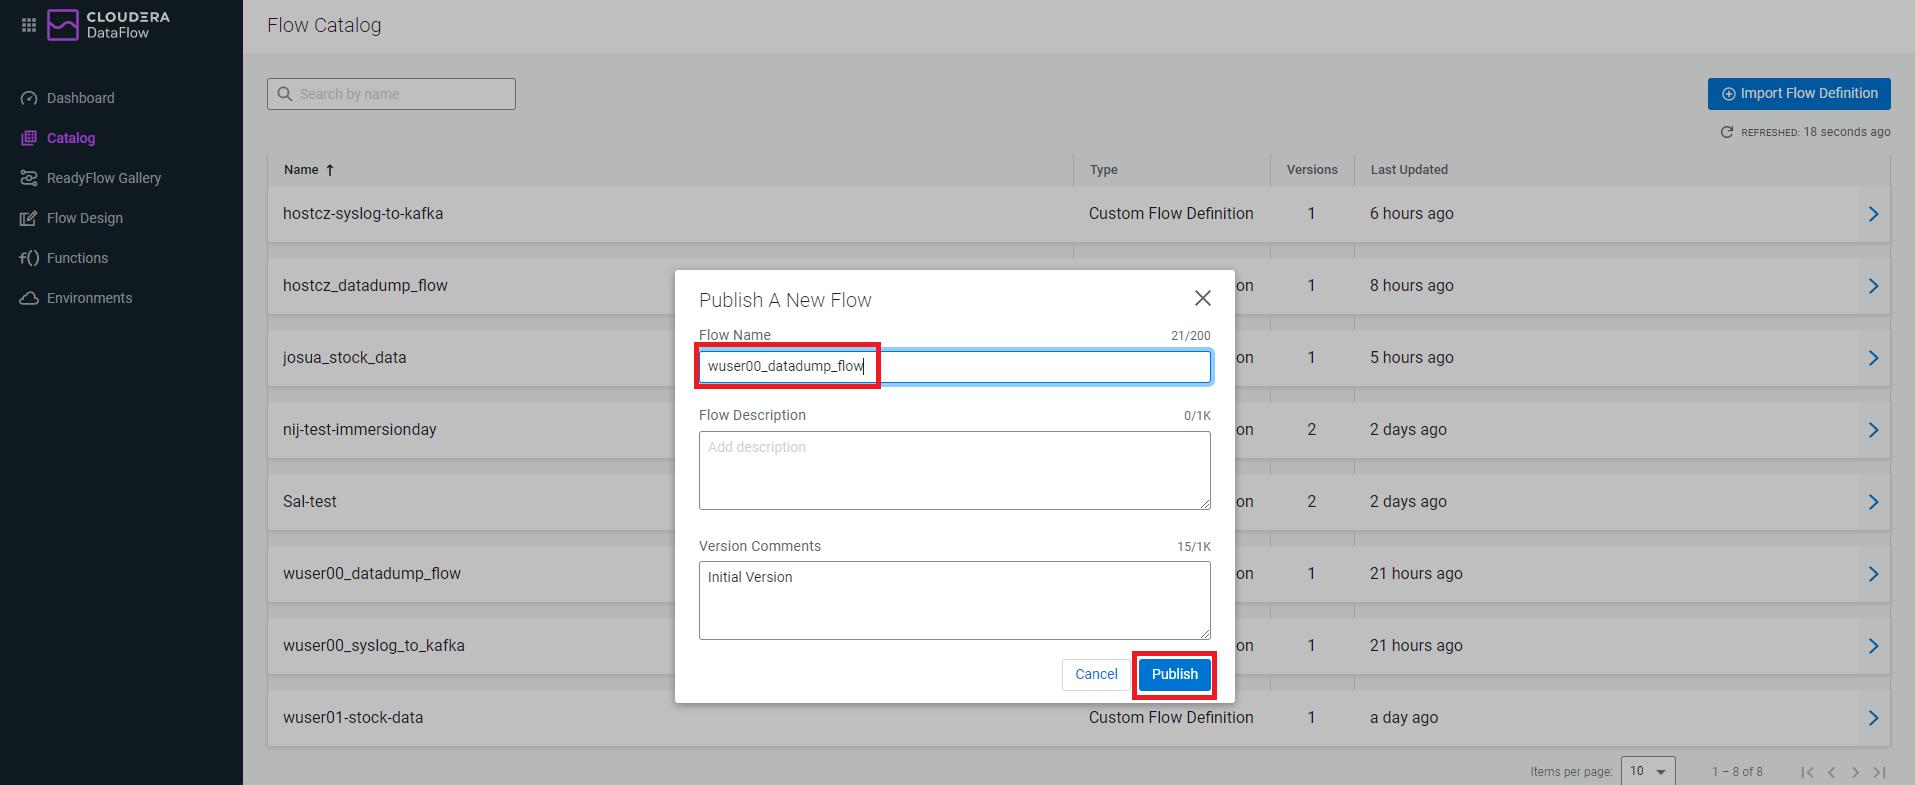 CLOUDERA
DataFlow
Dashboard
Catalog
ReadyFlow Gallery
Flow Design
Functions
Environments
Flow Catalog
Search by name
Import Flow Definition
REFRESHED: 18 seconds ago
Name Type Versions Last Updated
hostcz-syslog-to-kafka Custom Flow Definition 1 6 hours ago
hostcz_datadump_flow on 1 8 hours ago
josua_stock_data 1 5 hours ago
nij-test-immersionday on 2 2 days ago
Sal-test on 2 2 days ago
wuser00_datadump_flow on 1 21 hours ago
wuser00_syslog_to_kafka on 1 21 hours ago
wuser01-stock-data Custom Flow Definition 1 a day ago
Items per page: 10 1 – 8 of 8
Publish A New Flow
Flow Name 21/200
wuser00_datadump_flow
Flow Description 0/1K
Add description
Version Comments 15/1K
Initial Version
Cancel Publish